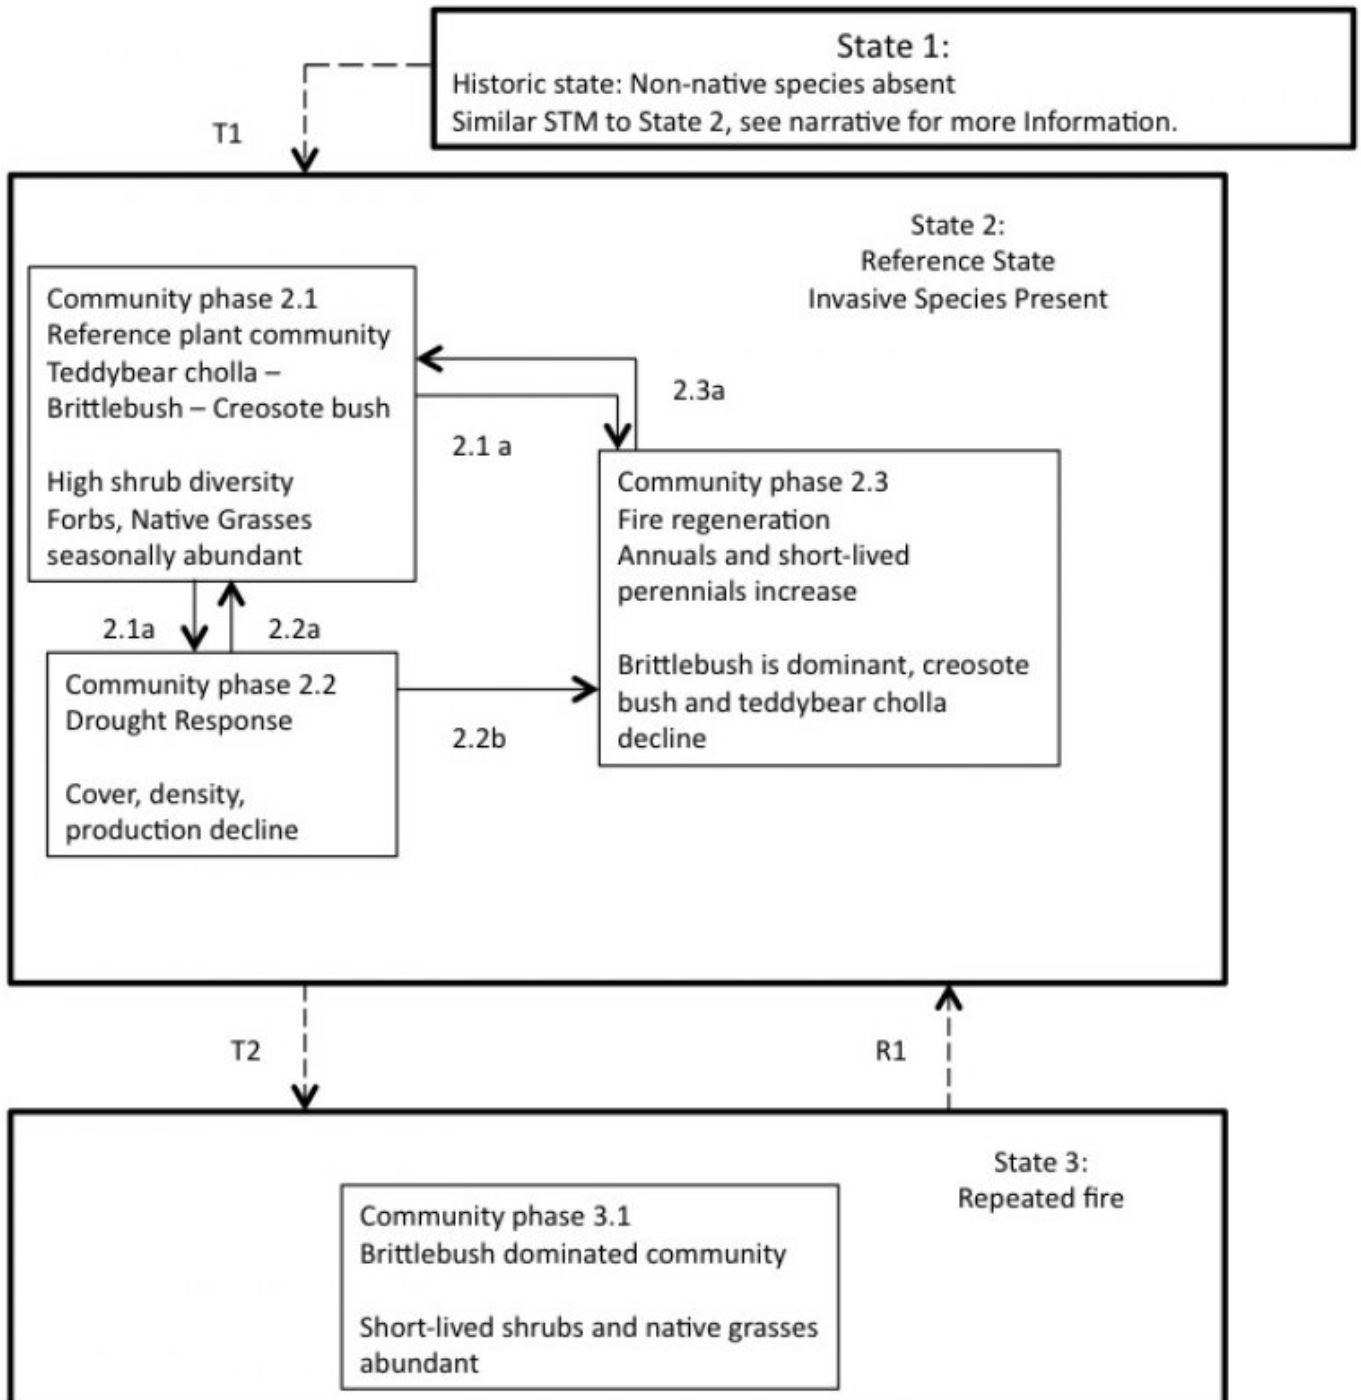 State 1:
Historic state: Non-native species absent
Similar STM to State 2, see narrative for more Information.
T1
State 2:
Reference State
Invasive Species Present
Community phase 2.1
Reference plant community
Teddybear cholla –
Brittlebush – Creosote bush
High shrub diversity
Forbs, Native Grasses
seasonally abundant
2.3a
2.1 a
Community phase 2.3
Fire regeneration
Annuals and short-lived
perennials increase
Brittlebush is dominant, creosote
bush and teddybear cholla
decline
2.1a
2.2a
Community phase 2.2
Drought Response
Cover, density,
production decline
2.2b
T2
R1
State 3:
Repeated fire
Community phase 3.1
Brittlebush dominated community
Short-lived shrubs and native grasses
abundant